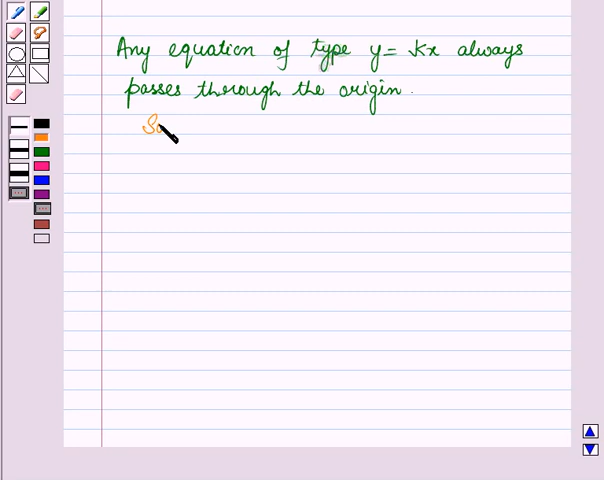 Any equation of type y = kx always
passes through the origin.